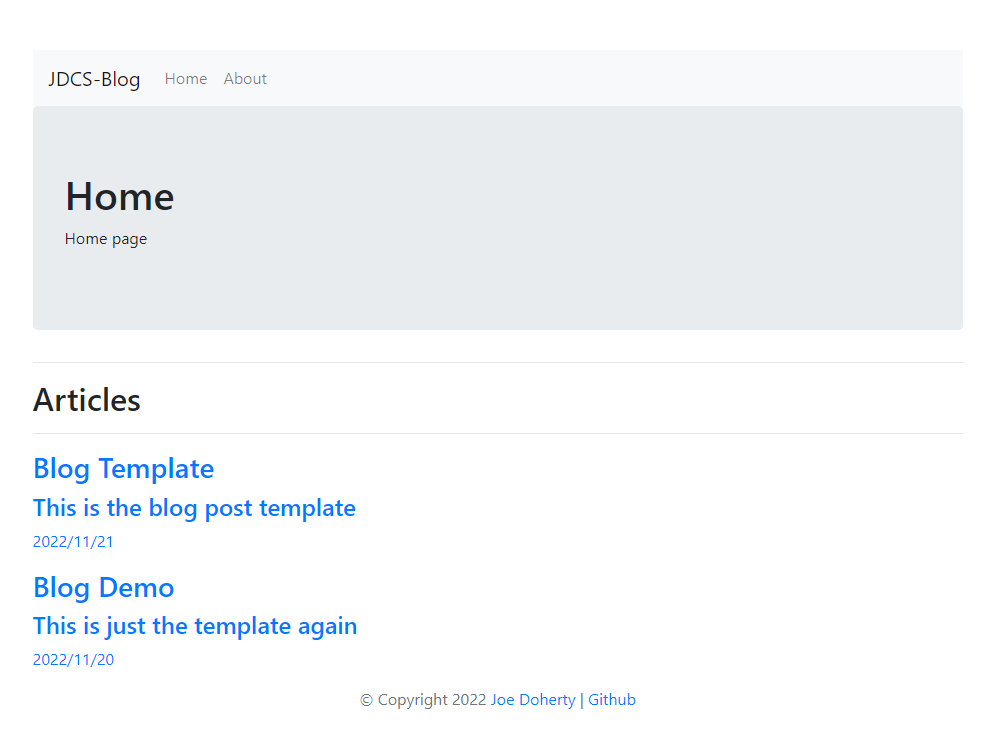 JDCS-Blog Home About
Home
Home page
Articles
Blog Template
This is the blog post template
2022/11/21
Blog Demo
This is just the template again
2022/11/20
© Copyright 2022 Joe Doherty | Github